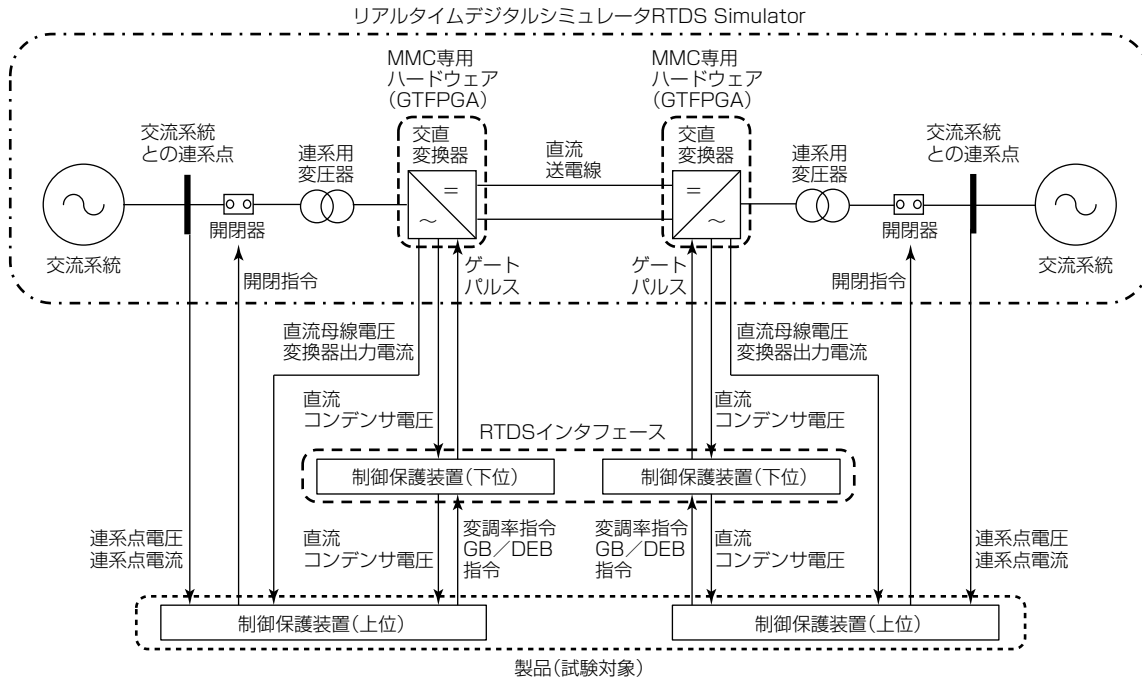 リアルタイムデジタルシミュレータRTDS Simulator
MMC専用
ハードウェア
(GTFPGA)
MMC専用
ハードウェア
(GTFPGA)
交流系統
との連系点
連系用
変圧器
交直
変換器
直流
送電線
交直
変換器
連系用
変圧器
交流系統
との連系点
=
～
=
～
開閉器
開閉器
交流系統
交流系統
開閉指令
ゲート
パルス
ゲート
パルス
開閉指令
直流母線電圧
変換器出力電流
直流母線電圧
変換器出力電流
直流
コンデンサ電圧
直流
コンデンサ電圧
RTDSインタフェース
制御保護装置(下位)
制御保護装置(下位)
連系点電圧
連系点電流
直流
コンデンサ電圧
変調率指令
GB／DEB
指令
変調率指令
GB／DEB
指令
直流
コンデンサ電圧
連系点電圧
連系点電流
制御保護装置(上位)
制御保護装置(上位)
製品(試験対象)